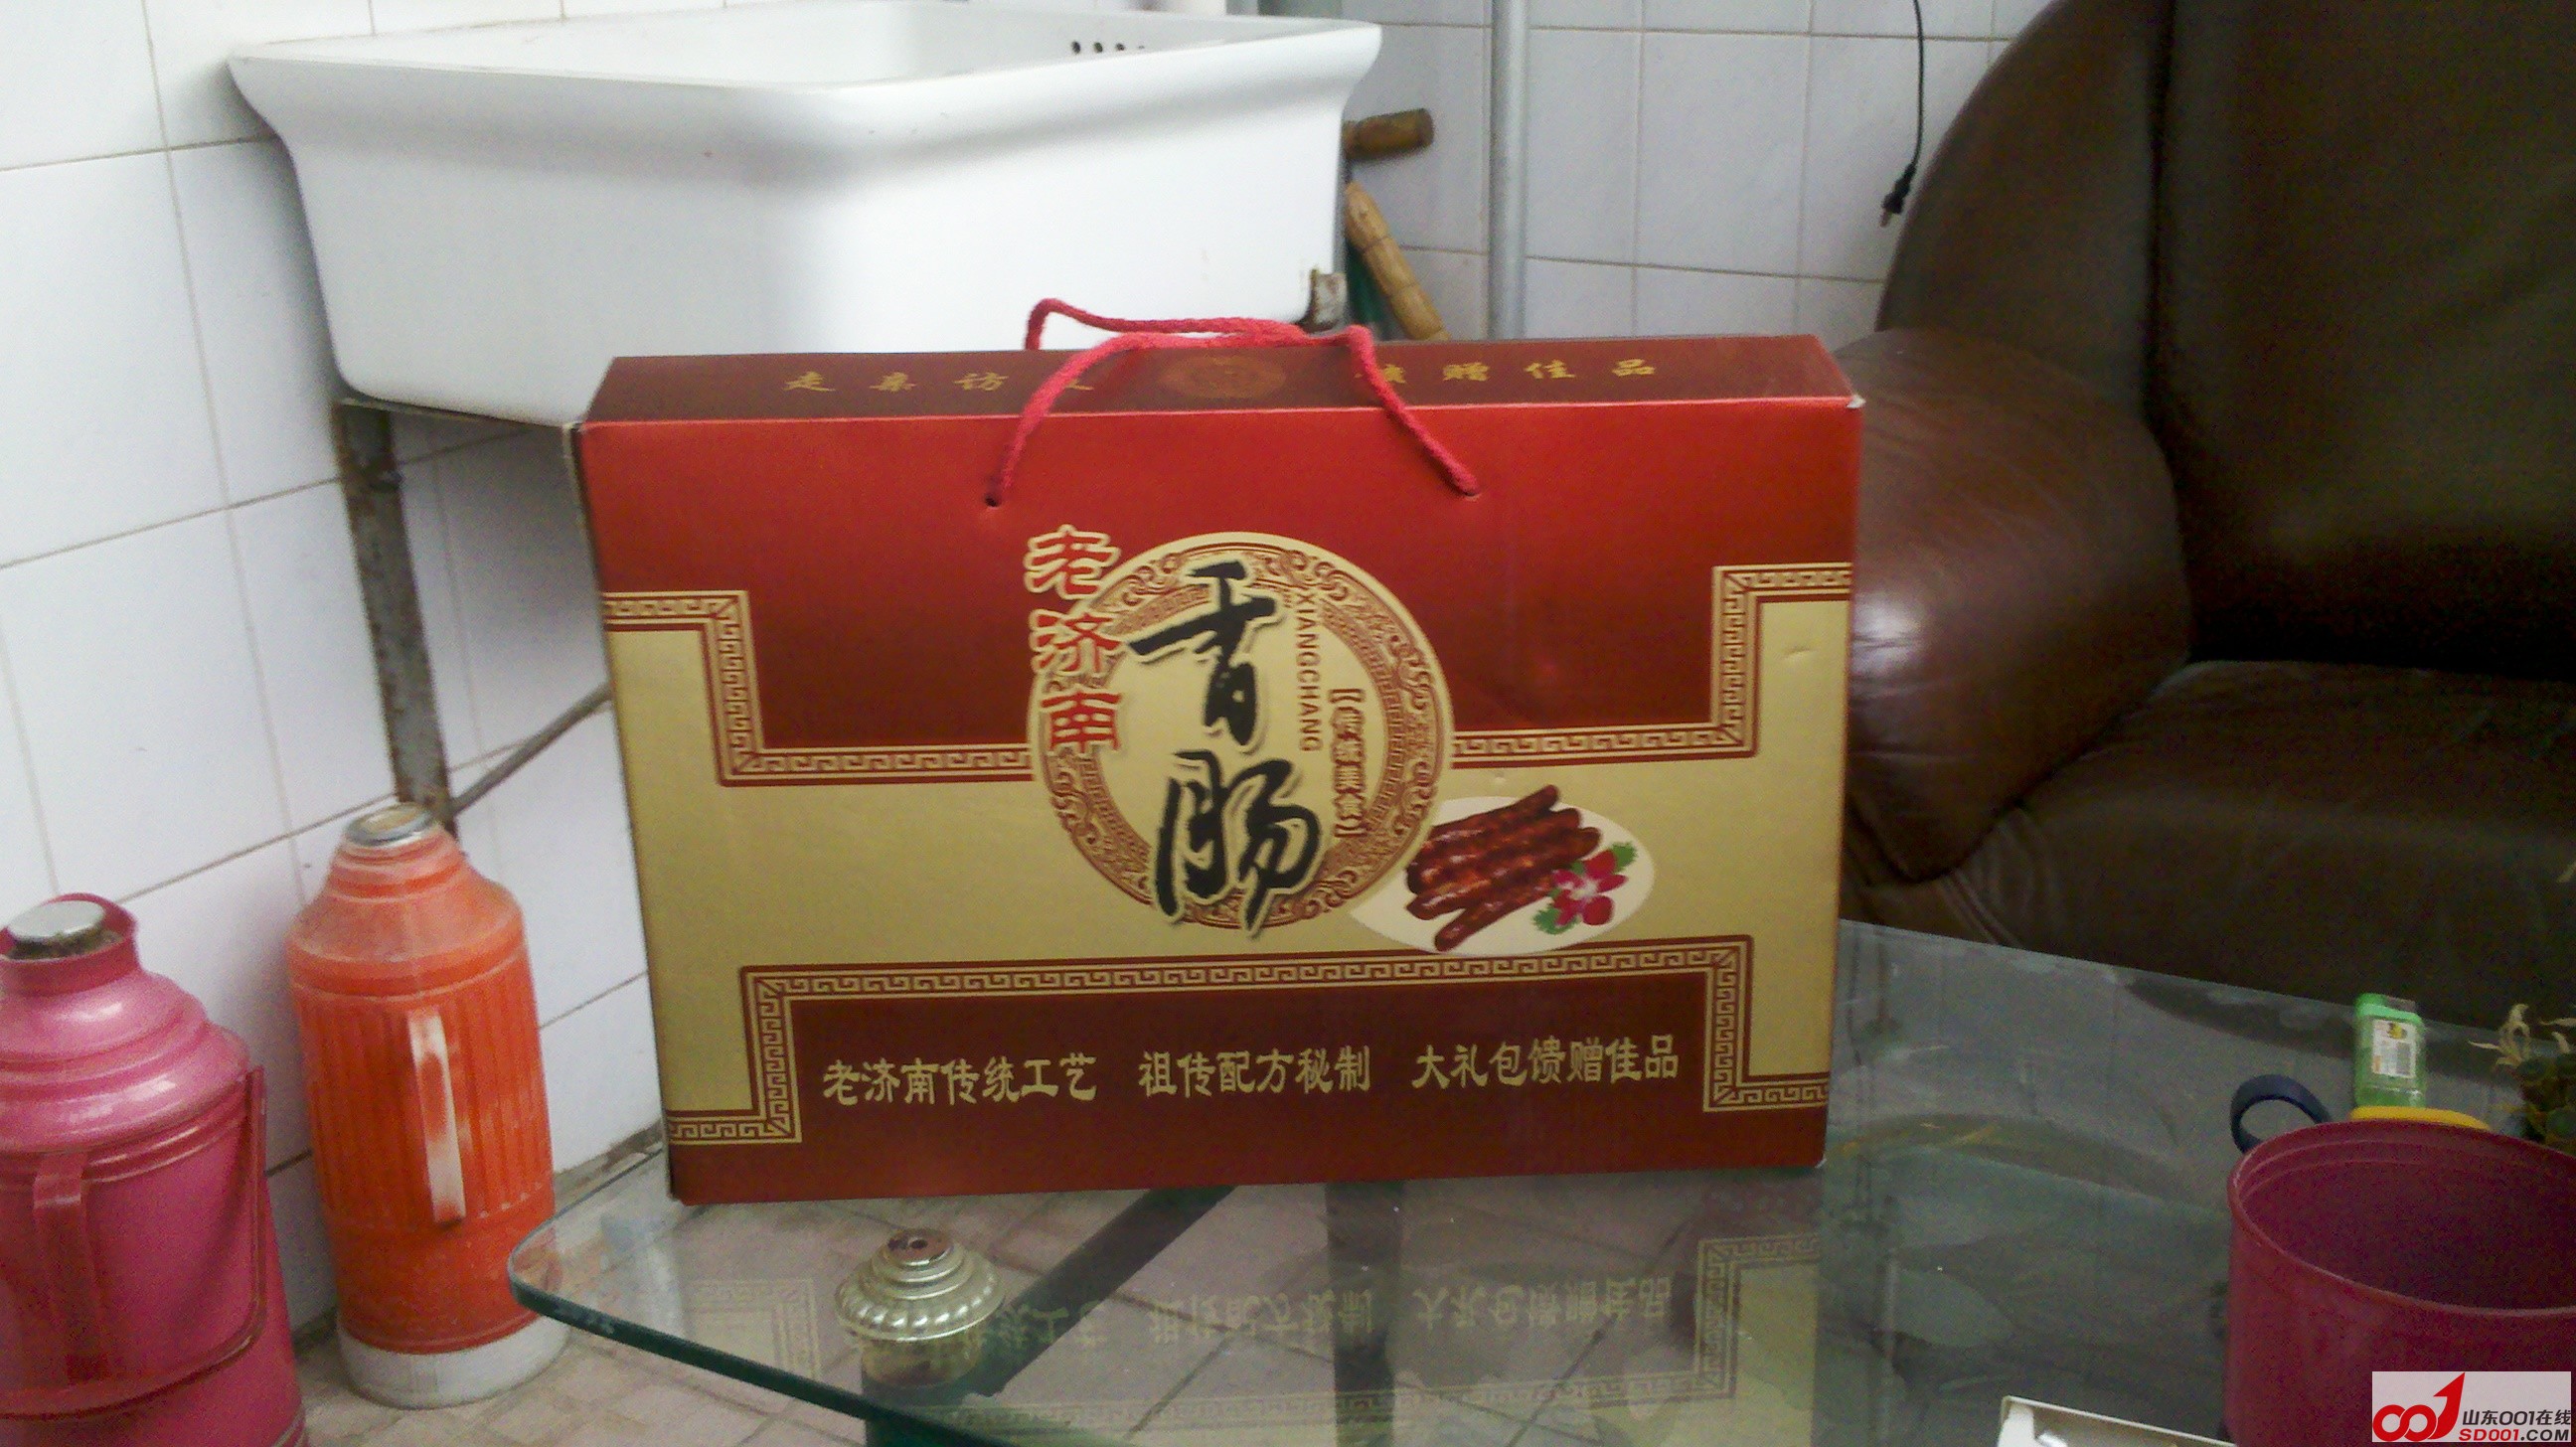 走亲访友 馈赠佳品
老济南
香肠
XIANGCHANG
【传统美食】
老济南传统工艺 祖传配方秘制 大礼包馈赠佳品
山东001在线
SD001.COM